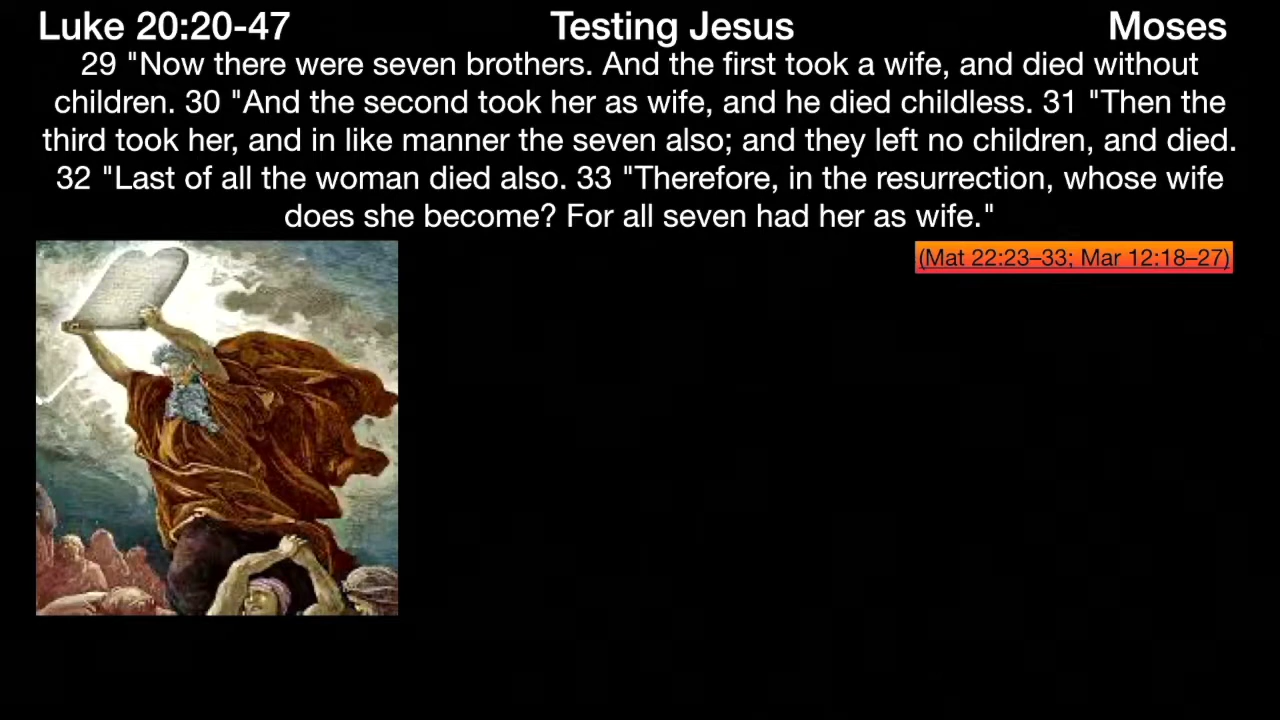 Luke 20:20-47 Testing Jesus Moses
29 "Now there were seven brothers. And the first took a wife, and died without
children. 30 "And the second took her as wife, and he died childless. 31 "Then the
third took her, and in like manner the seven also; and they left no children, and died.
32 "Last of all the woman died also. 33 "Therefore, in the resurrection, whose wife
does she become? For all seven had her as wife."
(Mat 22:23–33; Mar 12:18–27)